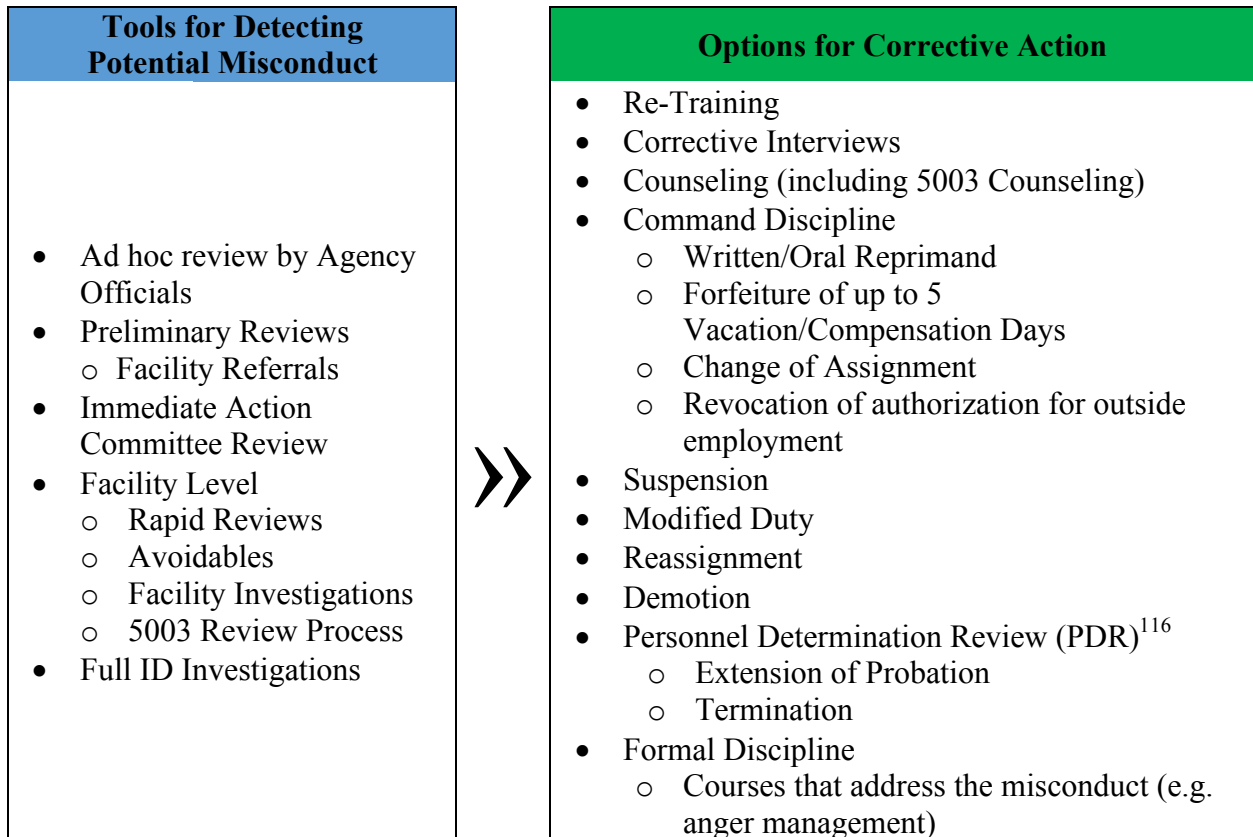 Tools for Detecting
Potential Misconduct
• Ad hoc review by Agency
Officials
• Preliminary Reviews
o Facility Referrals
• Immediate Action
Committee Review
• Facility Level
o Rapid Reviews
o Avoidables
o Facility Investigations
o 5003 Review Process
• Full ID Investigations
»
Options for Corrective Action
• Re-Training
• Corrective Interviews
• Counseling (including 5003 Counseling)
• Command Discipline
o Written/Oral Reprimand
o Forfeiture of up to 5
Vacation/Compensation Days
o Change of Assignment
o Revocation of authorization for outside
employment
• Suspension
• Modified Duty
• Reassignment
• Demotion
• Personnel Determination Review (PDR)116
o Extension of Probation
o Termination
• Formal Discipline
o Courses that address the misconduct (e.g.
anger management)